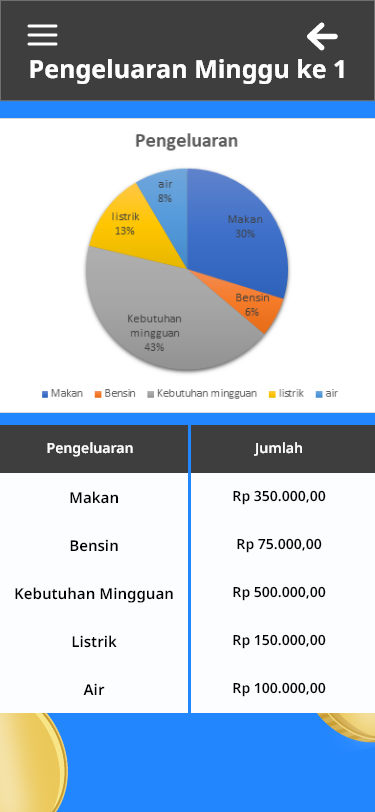 Pengeluaran Minggu ke 1
Pengeluaran
air
8%
listrik
13%
Makan
30%
Bensin
6%
Kebutuhan
mingguan
43%
Makan Bensin Kebutuhan mingguan listrik air
Pengeluaran Jumlah
Makan Rp 350.000,00
Bensin Rp 75.000,00
Kebutuhan Mingguan Rp 500.000,00
Listrik Rp 150.000,00
Air Rp 100.000,00